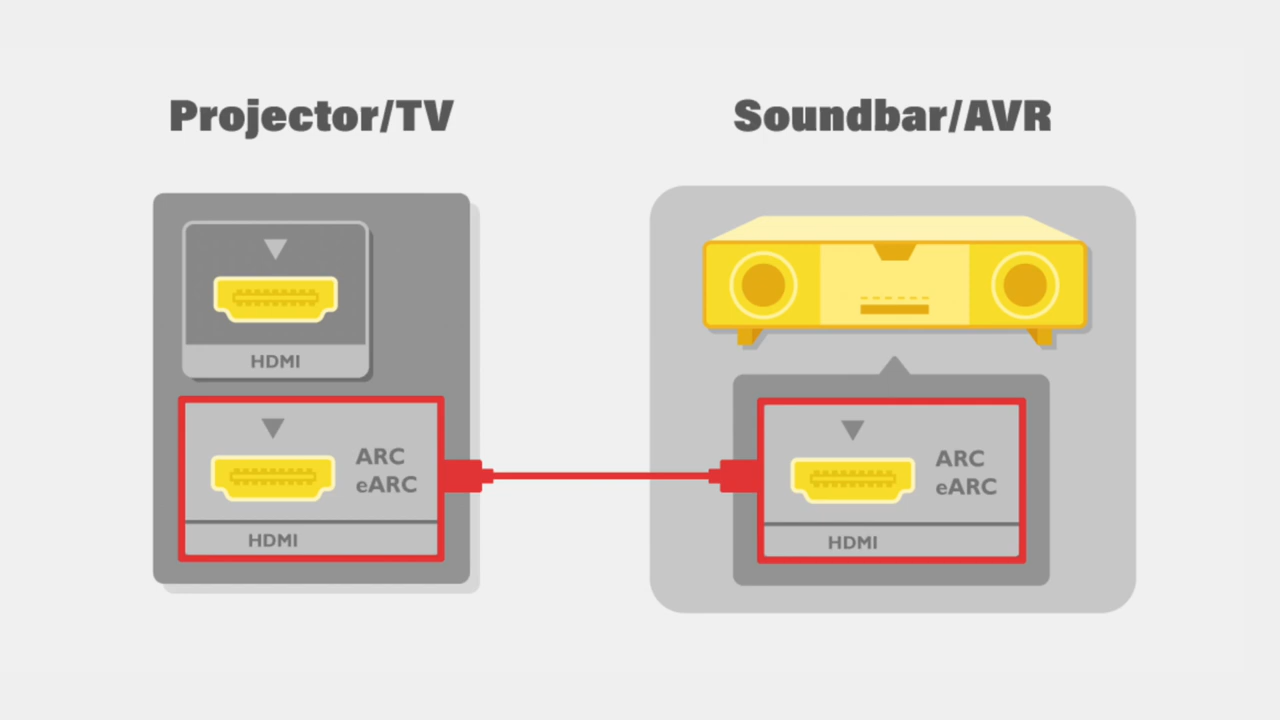 Projector/TV
Soundbar/AVR
HDMI
ARC
eARC
HDMI
ARC
eARC
HDMI